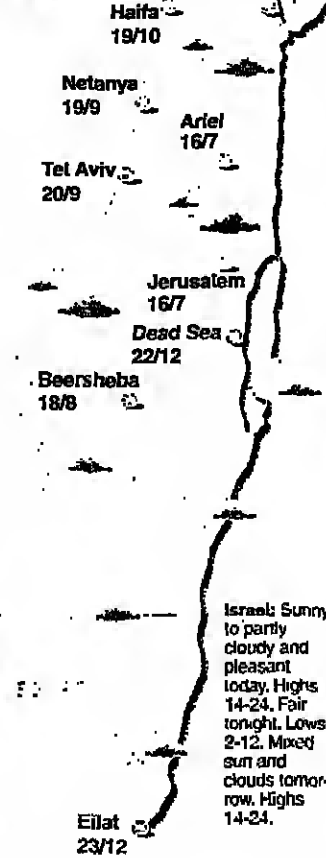 Haifa
19/10
Netanya
19/9
Ariel
16/7
Tel Aviv
20/9
Jerusalem
16/7
Dead Sea
22/12
Beersheba
18/8
Israel: Sunny
to partly
cloudy and
pleasant
today. Highs
14-24. Fair
tonight. Lows
2-12. Mixed
sun and
clouds tomor-
row. Highs
14-24.
Eilat
23/12